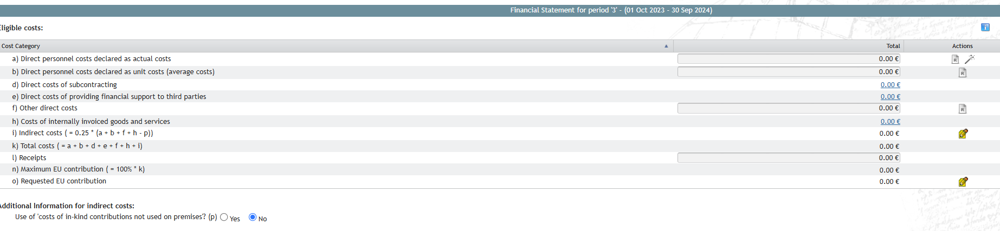 Financial Statement for period '3' - (01 Oct 2023 - 30 Sep 2024)
Eligible costs:
Cost Category Total Actions
a) Direct personnel costs declared as actual costs 0.00 €
b) Direct personnel costs declared as unit costs (average costs) 0.00 €
d) Direct costs of subcontracting 0.00 €
e) Direct costs of providing financial support to third parties 0.00 €
f) Other direct costs 0.00 €
h) Costs of internally invoiced goods and services 0.00 €
i) Indirect costs ( = 0.25 * (a + b + f + h - p)) 0.00 €
k) Total costs ( = a + b + d + e + f + h + i) 0.00 €
l) Receipts 0.00 €
n) Maximum EU contribution ( = 100% * k) 0.00 €
o) Requested EU contribution 0.00 €
Additional Information for indirect costs:
Use of 'costs of in-kind contributions not used on premises'? (p) Yes No